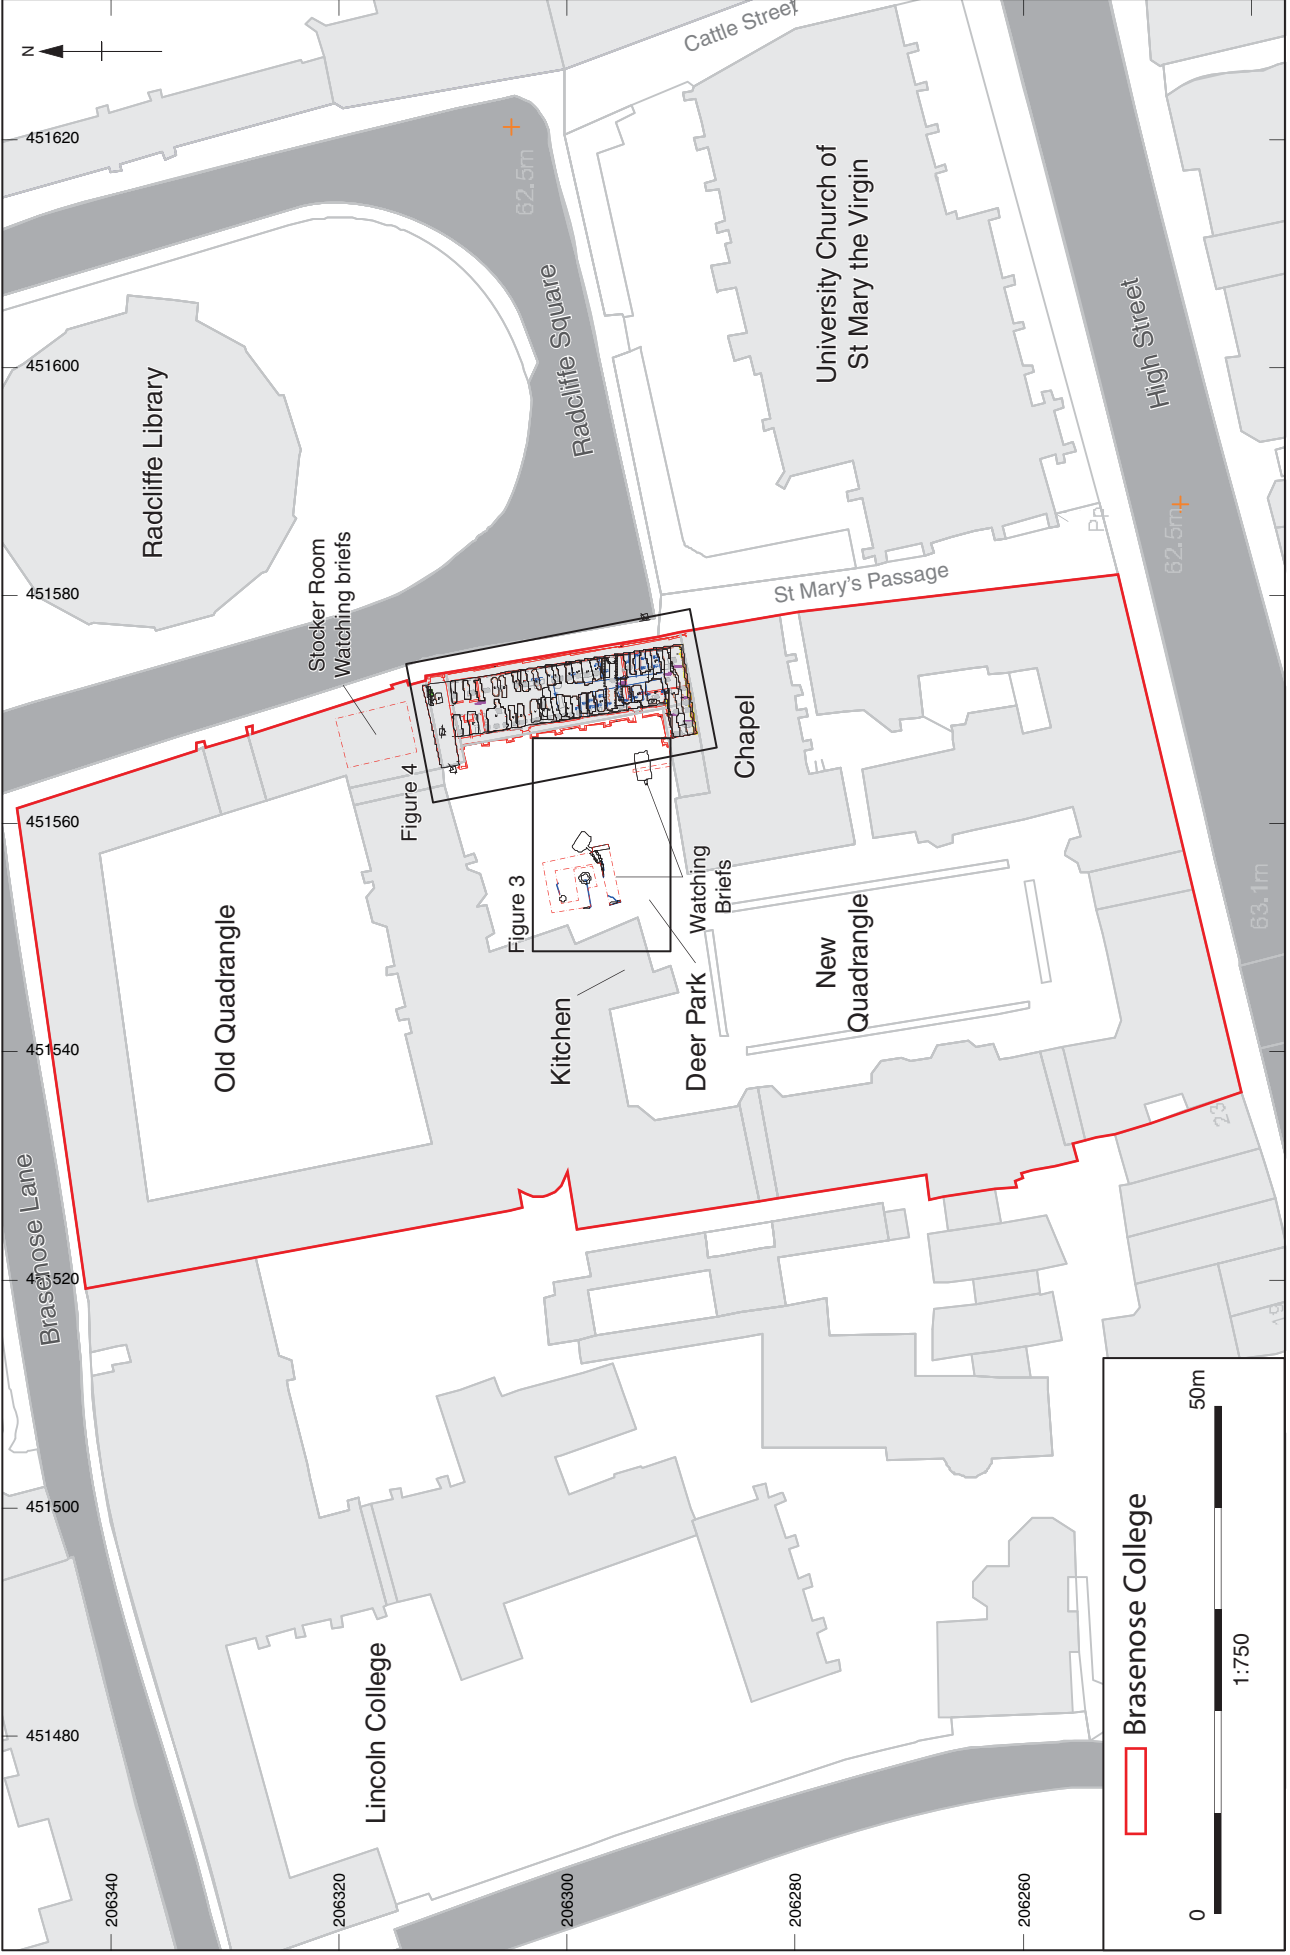 N
Cattle Street
451620
62.5m
Radcliffe Square
University Church of
St Mary the Virgin
High Street
451600
Radcliffe Library
Stocker Room
Watching briefs
451580
St Mary's Passage
Pp
62.5m
Figure 4
Chapel
451560
Figure 3
Watching
Briefs
63.1m
Old Quadrangle
Kitchen
Deer Park
New
Quadrangle
451540
23
Brasenose Lane
451520
19
451500
Lincoln College
451480
206340
206320
206300
206280
206260
Brasenose College
0
50m
1:750